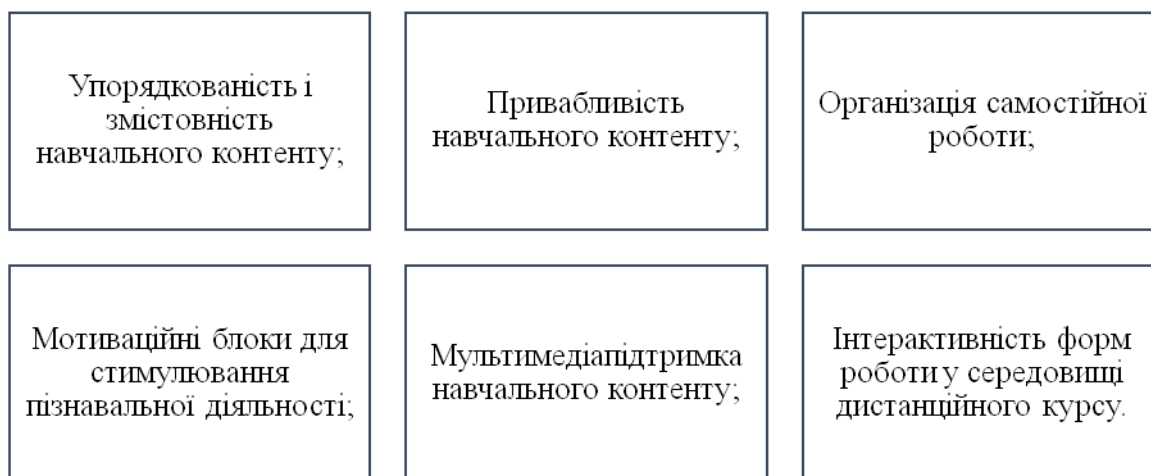 Упорядкованість і
змістовність
навчального контенту;
Привабливість
навчального контенту;
Організація самостійної
роботи;
Мотиваційні блоки для
стимулювання
пізнавальної діяльності;
Мультимедіапідтримка
навчального контенту;
Інтерактивність форм
роботи у середовищі
дистанційного курсу.